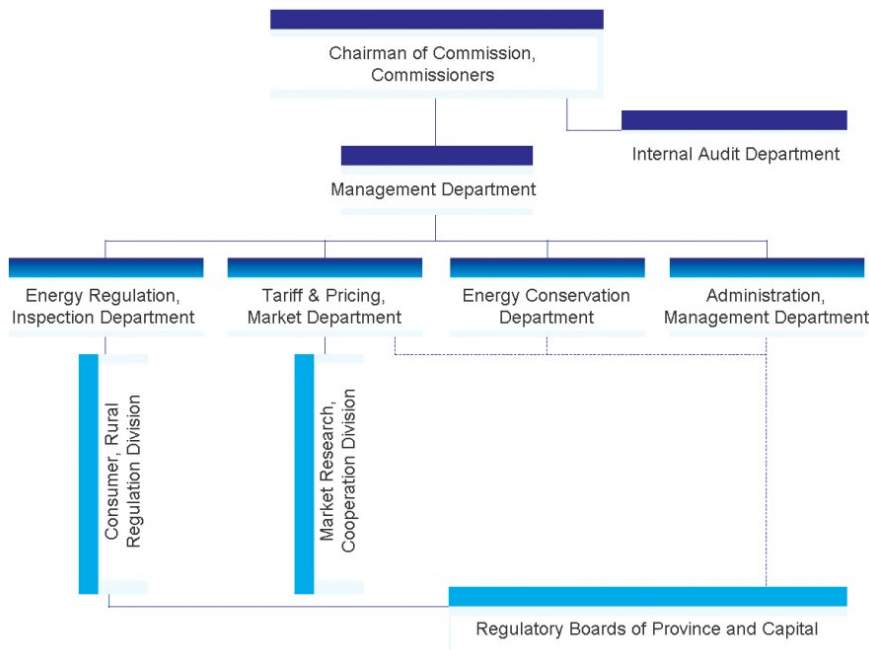 Chairman of Commission,
Commissioners
Internal Audit Department
Management Department
Energy Regulation,
Inspection Department
Tariff & Pricing,
Market Department
Energy Conservation
Department
Administration,
Management Department
Consumer, Rural
Regulation Division
Market Research,
Cooperation Division
Regulatory Boards of Province and Capital